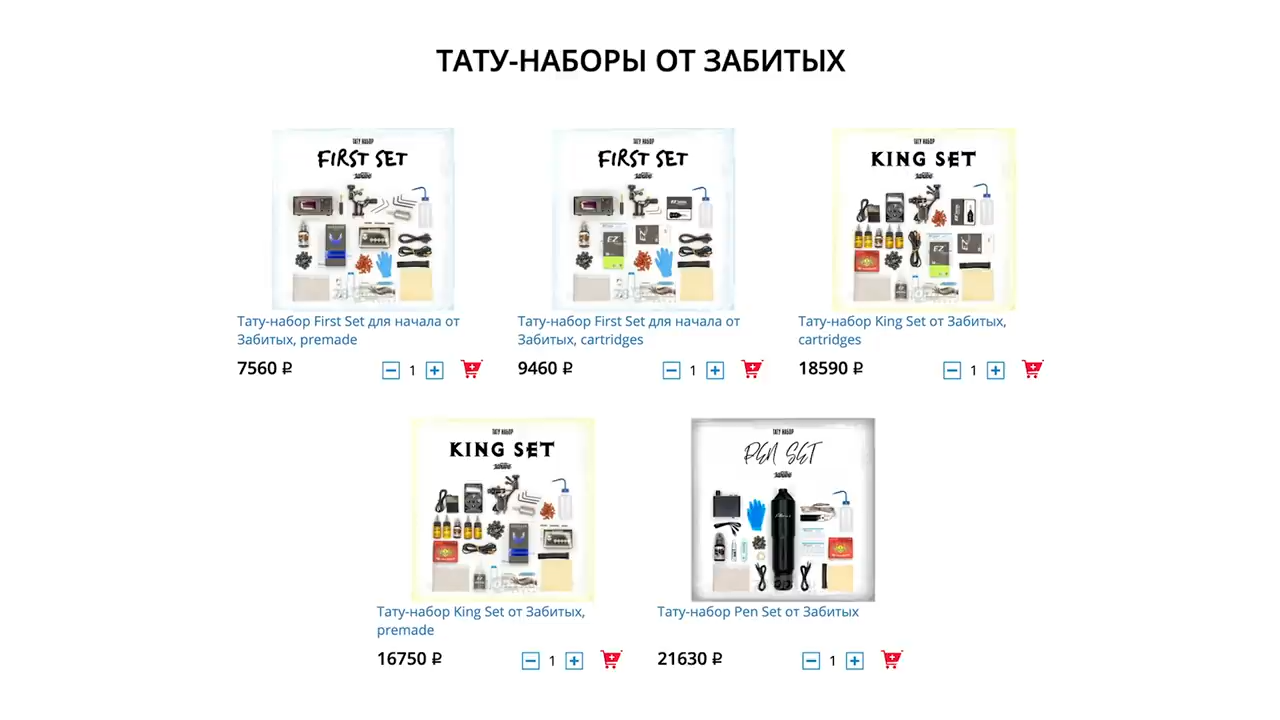 ТАТУ-НАБОРЫ ОТ ЗАБИТЫХ
ТАТУ НАБОР
FIRST SET
ТАТУ НАБОР
FIRST SET
ТАТУ НАБОР
KING SET
Тату-набор First Set для начала от
Забитых, premade
7560 ₽
1
Тату-набор First Set для начала от
Забитых, cartridges
9460 ₽
1
Тату-набор King Set от Забитых,
cartridges
18590 ₽
1
ТАТУ НАБОР
KING SET
ТАТУ НАБОР
PEN SET
Тату-набор King Set от Забитых,
premade
16750 ₽
1
Тату-набор Pen Set от Забитых
21630 ₽
1